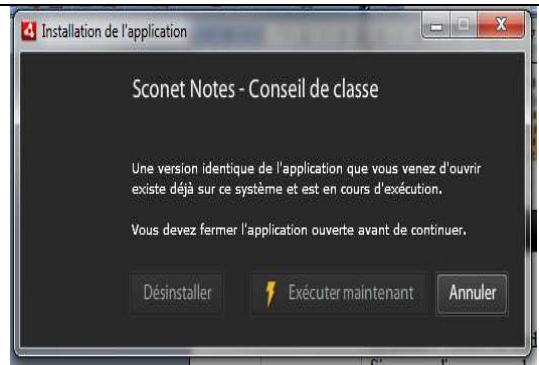 Installation de l'application
Sconet Notes - Conseil de classe
Une version identique de l'application que vous venez d'ouvrir
existe déjà sur ce système et est en cours d'exécution.
Vous devez fermer l'application ouverte avant de continuer.
Désinstaller
Exécuter maintenant
Annuler